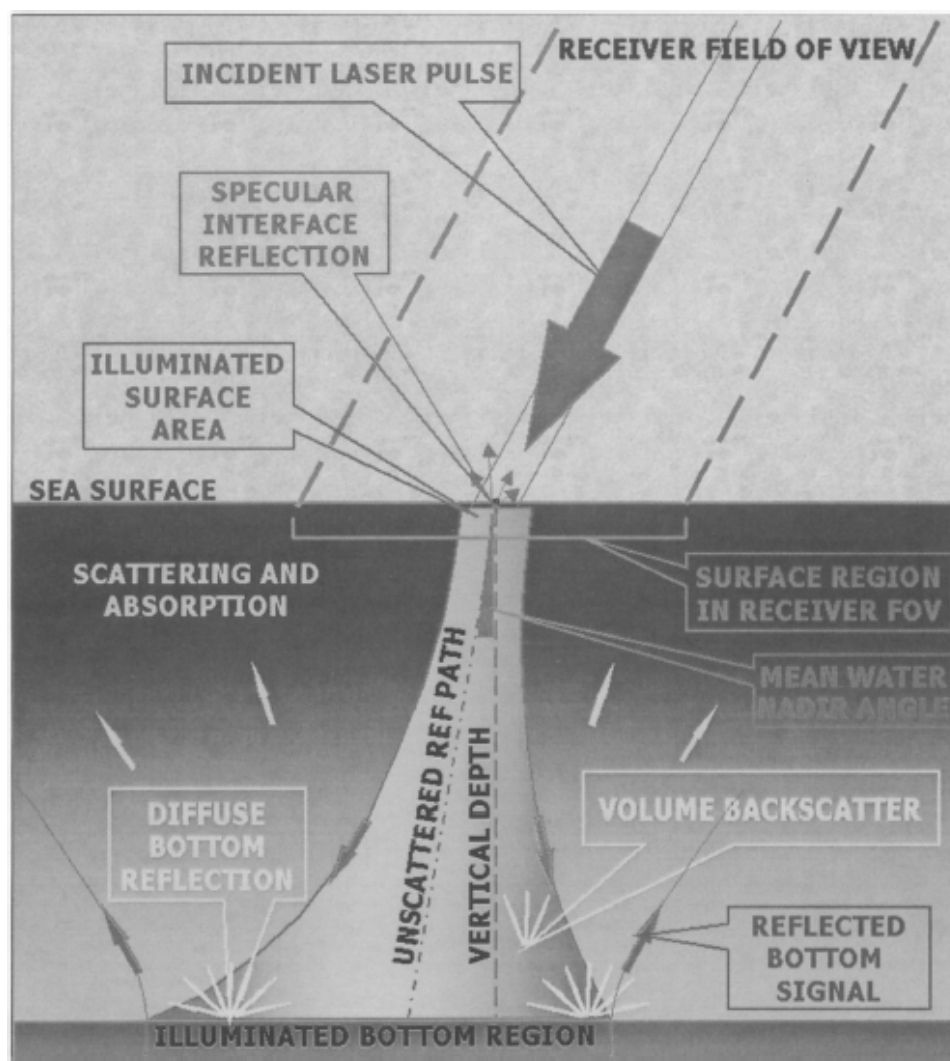 RECEIVER FIELD OF VIEW
INCIDENT LASER PULSE
SPECULAR
INTERFACE
REFLECTION
ILLUMINATED
SURFACE
AREA
SEA SURFACE
SCATTERING AND
ABSORPTION
SURFACE REGION
IN RECEIVER FOV
MEAN WATER
NADIR ANGLE
UNSCATTERED REF PATH
VERTICAL DEPTH
DIFFUSE
BOTTOM
REFLECTION
VOLUME BACKSCATTER
REFLECTED
BOTTOM
SIGNAL
ILLUMINATED BOTTOM REGION